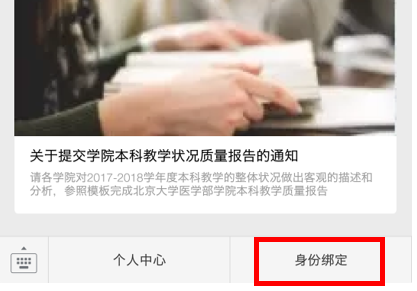 关于提交学院本科教学状况质量报告的通知
请各学院对2017-2018学年度本科教学的整体状况做出客观的描述和
分析，参照模板完成北京大学医学部学院本科教学质量报告
个人中心
身份绑定